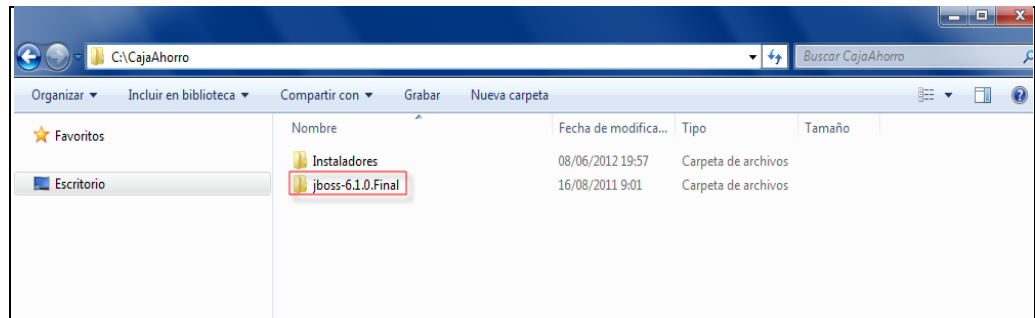 C:\CajaAhorro
Buscar CajaAhorro
Organizar Incluir en biblioteca Compartir con Grabar Nueva carpeta
Favoritos
Escritorio
Nombre Fecha de modifica... Tipo Tamaño
Instaladores 08/06/2012 19:57 Carpeta de archivos
jboss-6.1.0.Final 16/08/2011 9:01 Carpeta de archivos